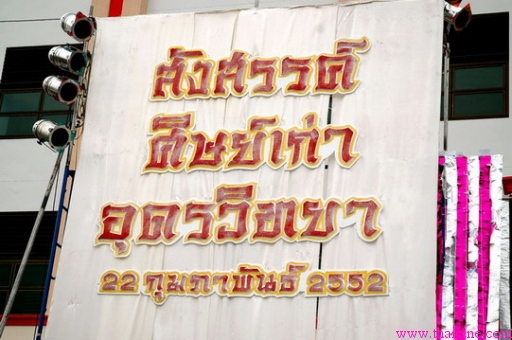 สังสรรค์
ศิษย์เก่า
อุดรวิตยา
22 กุมภาพันธ์ 2552